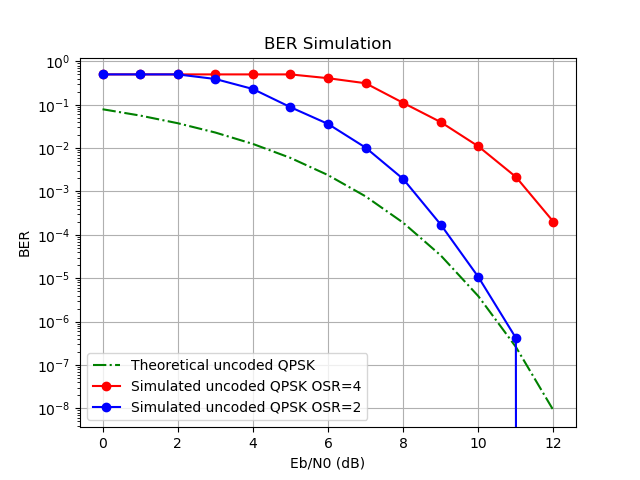 BER Simulation
BER
10^0
10^-1
10^-2
10^-3
10^-4
10^-5
10^-6
10^-7
10^-8
Theoretical uncoded QPSK
Simulated uncoded QPSK OSR=4
Simulated uncoded QPSK OSR=2
0 2 4 6 8 10 12
Eb/N0 (dB)